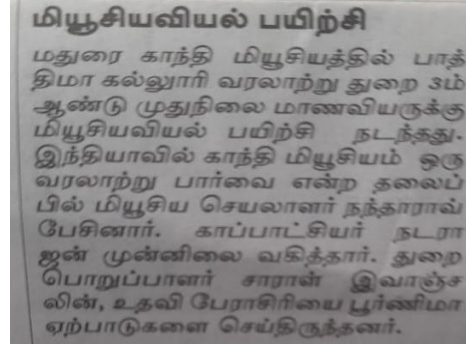 மியூசியவியல் பயிற்சி
மதுரை காந்தி மியூசியத்தில் பாத்
திமா கல்லூரி வரலாற்று துறை 3ம்
ஆண்டு முதுநிலை மாணவியருக்கு
மியூசியவியல் பயிற்சி நடந்தது.
இந்தியாவில் காந்தி மியூசியம் ஒரு
வரலாற்று பார்வை என்ற தலைப்
பில் மியூசிய செயலாளர் நந்தாராவ்
பேசினார். காப்பாட்சியர் நடரா
ஜன் முன்னிலை வகித்தார். துறை
பொறுப்பாளர் சாராள் இவாஞ்ச
லின், உதவி பேராசிரியை பூர்ணிமா
ஏற்பாடுகளை செய்திருந்தனர்.